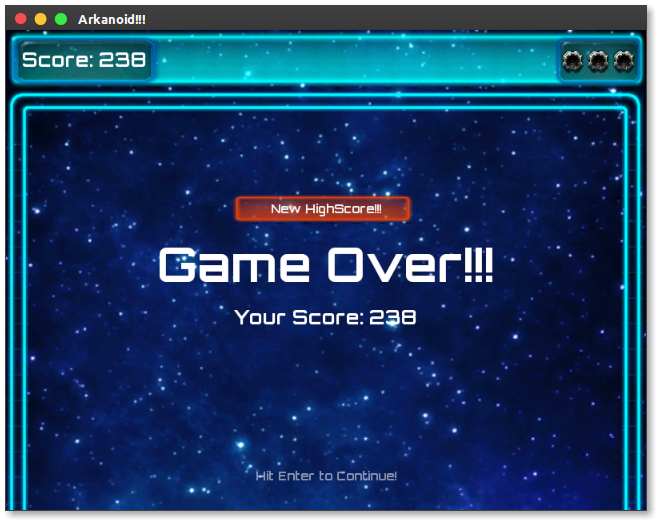 Arkanoid!!!
Score: 238
New HighScore!!!
Game Over!!!
Your Score: 238
Hit Enter to Continue!